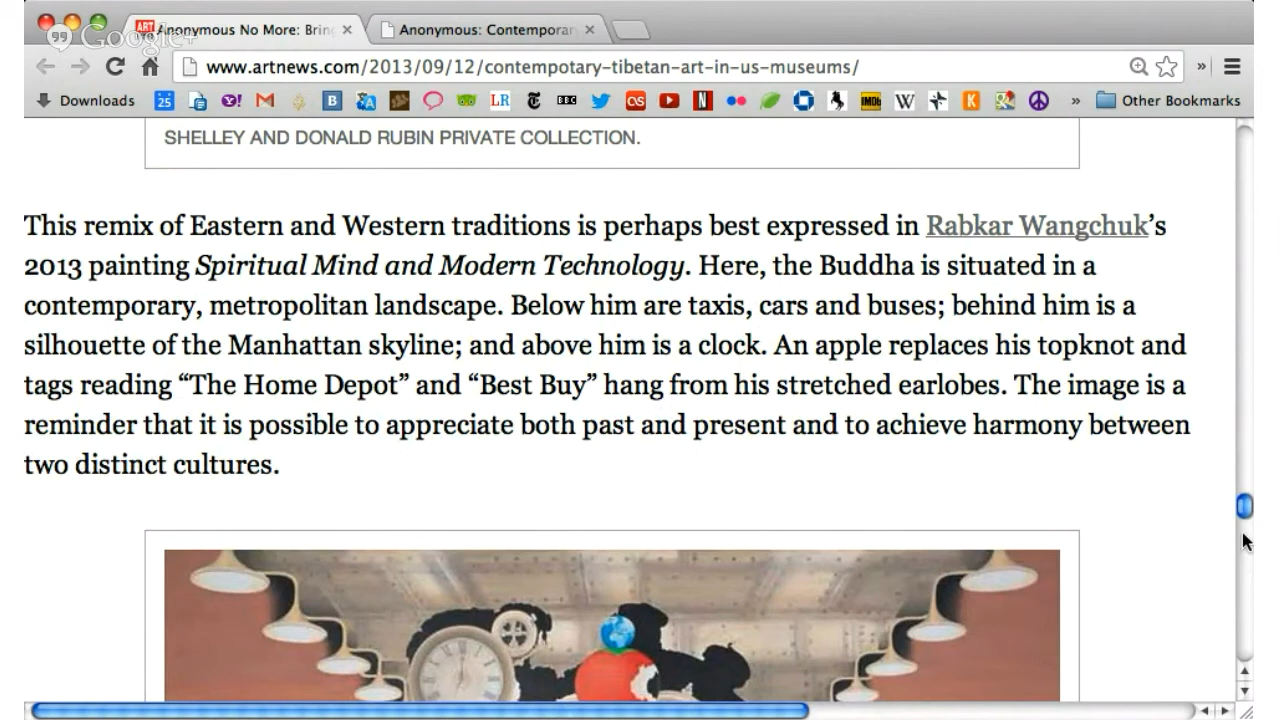 Google+
Anonymous No More: Brin
Anonymous: Contemporar
www.artnews.com/2013/09/12/contempotary-tibetan-art-in-us-museums/
Downloads
Other Bookmarks
SHELLEY AND DONALD RUBIN PRIVATE COLLECTION.
This remix of Eastern and Western traditions is perhaps best expressed in Rabkar Wangchuk’s
2013 painting Spiritual Mind and Modern Technology. Here, the Buddha is situated in a
contemporary, metropolitan landscape. Below him are taxis, cars and buses; behind him is a
silhouette of the Manhattan skyline; and above him is a clock. An apple replaces his topknot and
tags reading “The Home Depot” and “Best Buy” hang from his stretched earlobes. The image is a
reminder that it is possible to appreciate both past and present and to achieve harmony between
two distinct cultures.